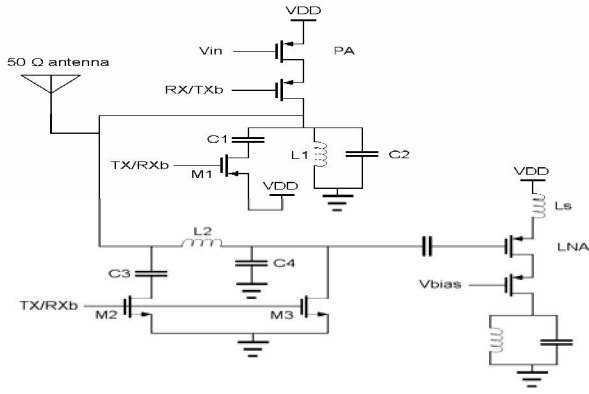 VDD
Vin
PA
50 Ω antenna
RX/TXb
C1
L1
C2
TX/RXb
M1
VDD
VDD
Ls
L2
LNA
C3
C4
Vbias
TX/RXb
M2
M3